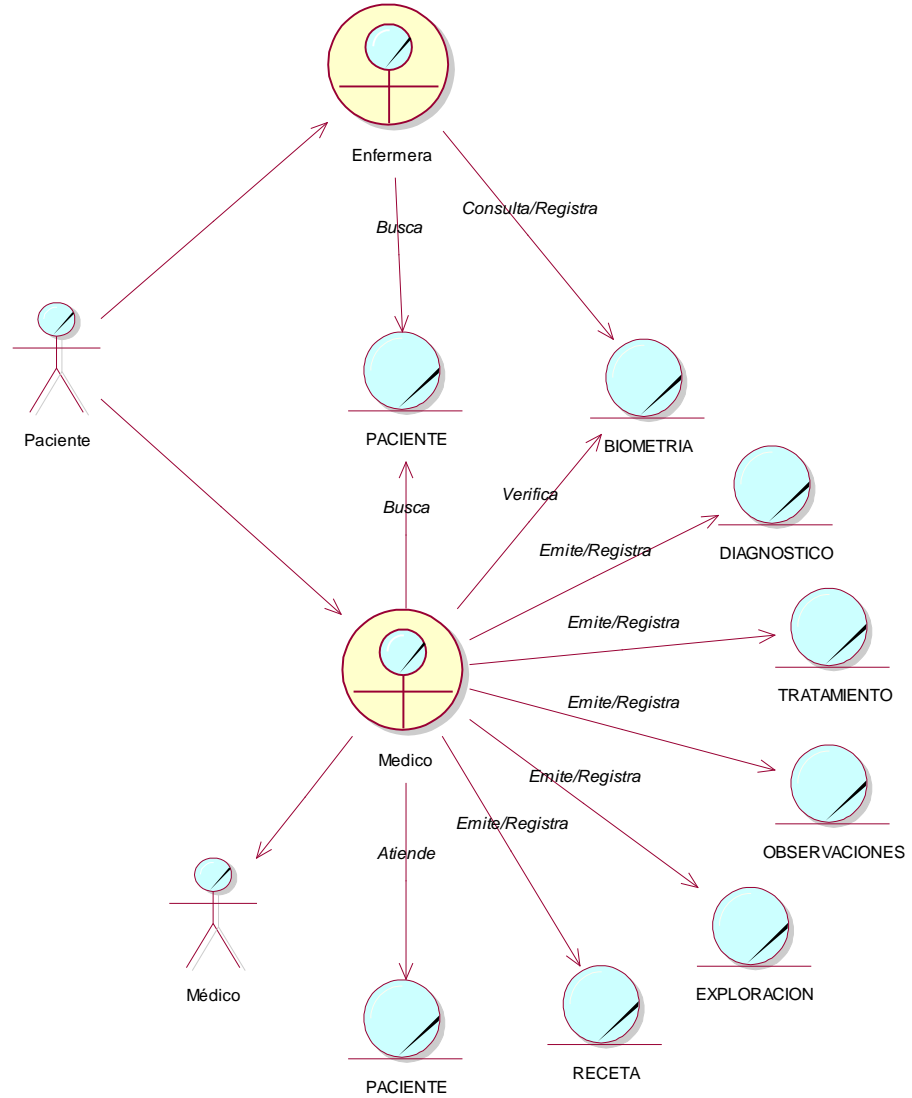 Enfermera
Consulta/Registra
Busca
Paciente
PACIENTE
BIOMETRIA
Verifica
Busca
Emite/Registra
DIAGNOSTICO
Emite/Registra
TRATAMIENTO
Emite/Registra
Medico
Emite/Registra
OBSERVACIONES
Emite/Registra
Atiende
Médico
EXPLORACION
RECETA
PACIENTE